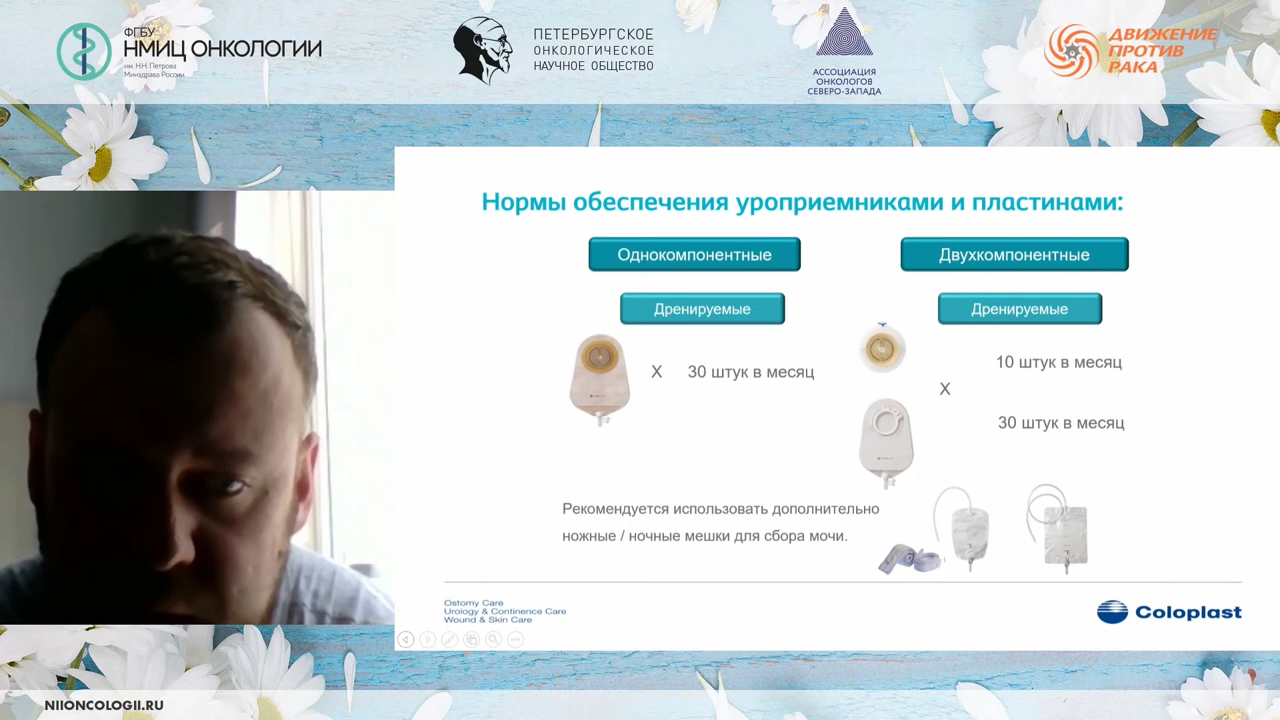 ФГБУ
НМИЦ ОНКОЛОГИИ
им. Н.Н. Петрова
Минздрава России
ПЕТЕРБУРГСКОЕ
ОНКОЛОГИЧЕСКОЕ
НАУЧНОЕ ОБЩЕСТВО
АССОЦИАЦИЯ
ОНКОЛОГОВ
СЕВЕРО-ЗАПАДА
ДВИЖЕНИЕ
ПРОТИВ
РАКА
Нормы обеспечения уроприемниками и пластинами:
Однокомпонентные
Двухкомпонентные
Дренируемые
Дренируемые
X 30 штук в месяц
10 штук в месяц
X
30 штук в месяц
Рекомендуется использовать дополнительно
ножные / ночные мешки для сбора мочи.
Ostomy Care
Urology & Continence Care
Wound & Skin Care
Coloplast
NIIONCOLOGII.RU